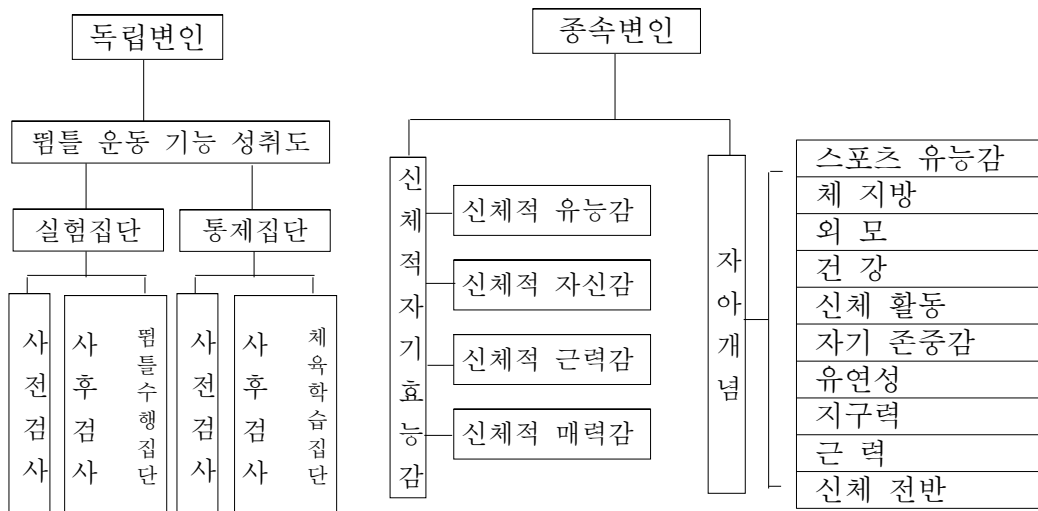 독립변인
종속변인
뜀틀 운동 기능 성취도
실험집단
통제집단
사전검사
사후검사
뜀틀수행집단
사전검사
사후검사
체육학습집단
신체적자기효능감
신체적 유능감
신체적 자신감
신체적 근력감
신체적 매력감
자아개념
스포츠 유능감
체 지방
외 모
건 강
신체 활동
자기 존중감
유연성
지구력
근 력
신체 전반